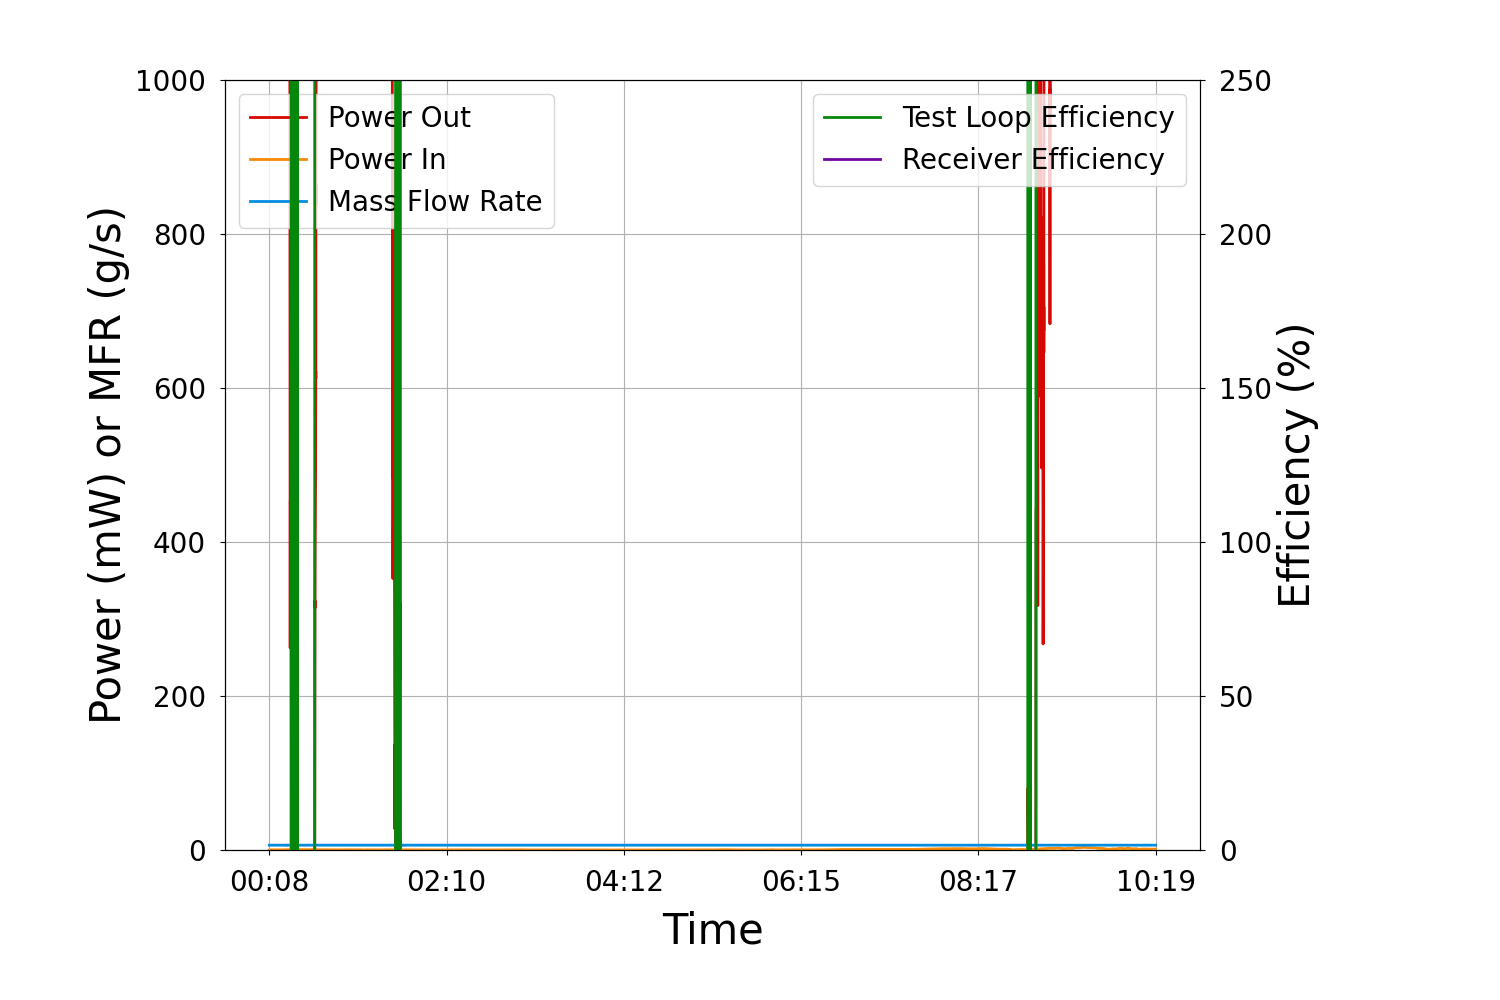 Power Out
Power In
Mass Flow Rate
Test Loop Efficiency
Receiver Efficiency
1000
800
600
400
200
0
Power (mW) or MFR (g/s)
250
200
150
100
50
0
Efficiency (%)
00:08 02:10 04:12 06:15 08:17 10:19
Time